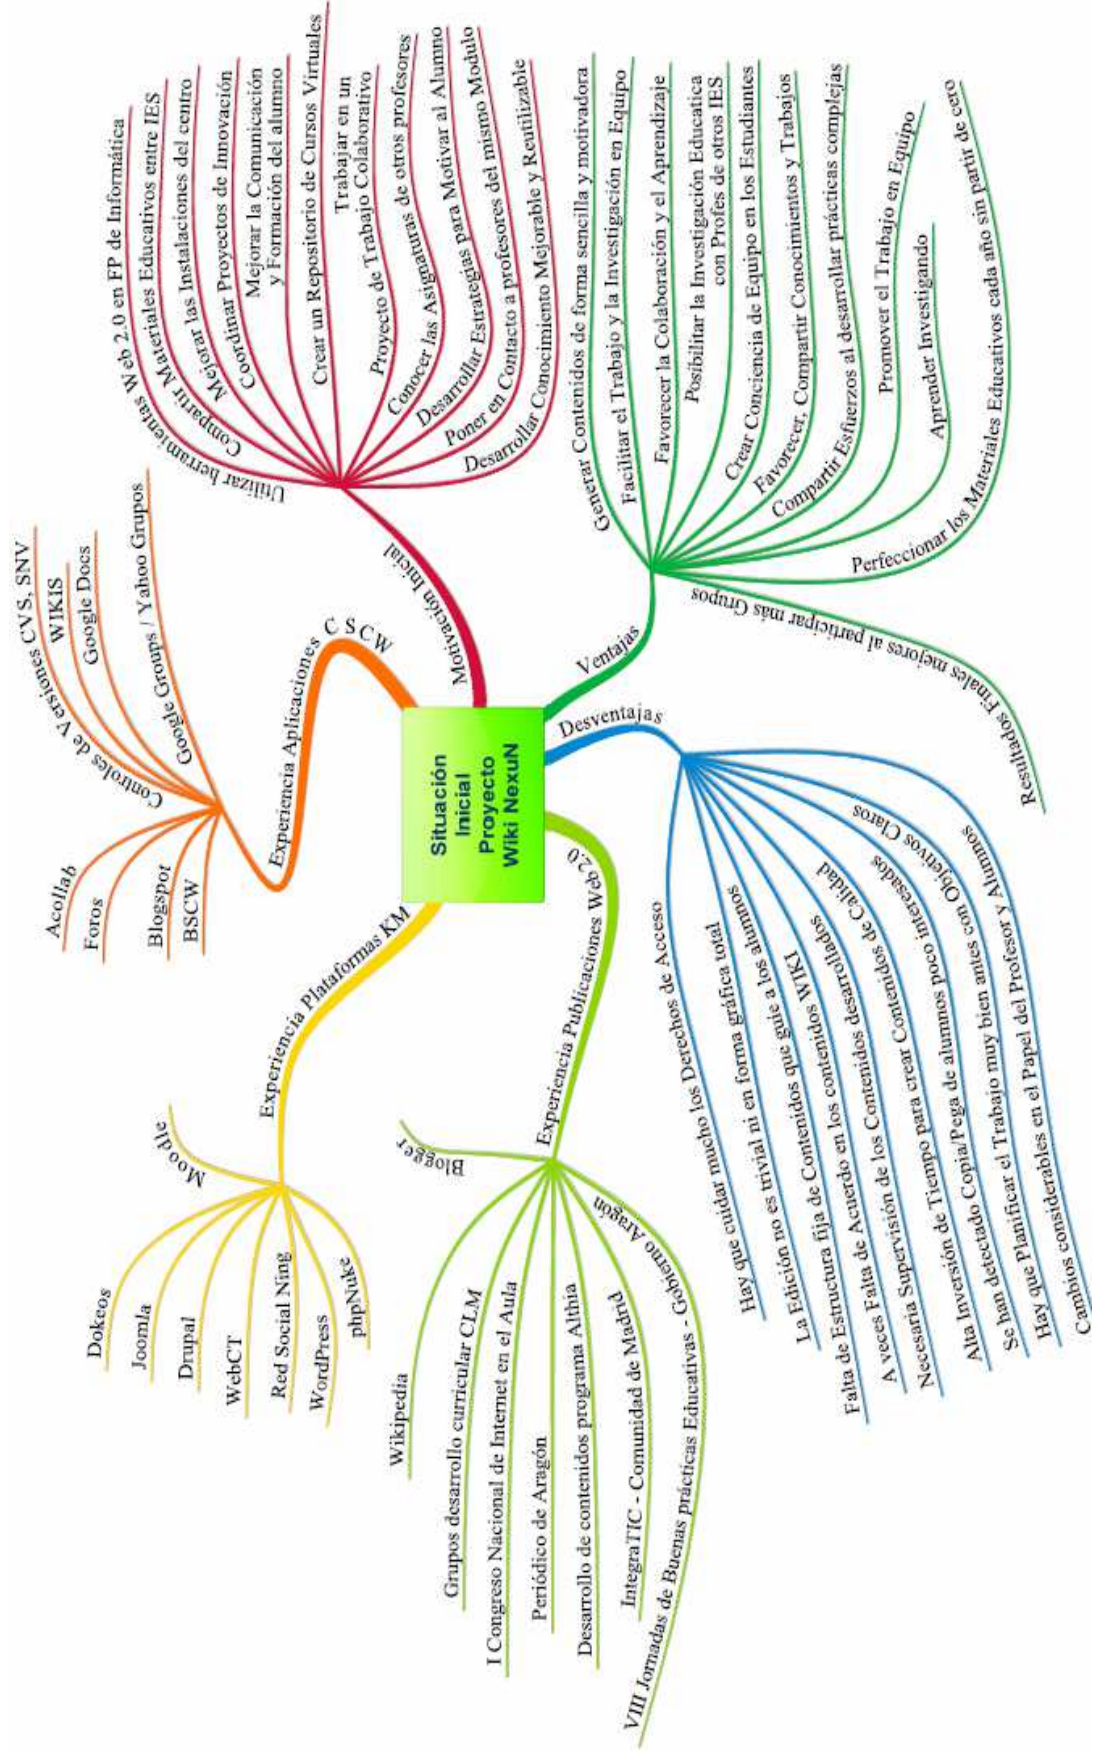 Situación
Inicial
Proyecto
Wiki NexuN
Motivación Inicial
Utilizar herramientas Web 2.0 en FP de Informática
Compartir Materiales Educativos entre IES
Mejorar las Instalaciones del centro
Coordinar Proyectos de Innovación
Mejorar la Comunicación
y Formación del alumno
Crear un Repositorio de Cursos Virtuales
Trabajar en un
Proyecto de Trabajo Colaborativo
Conocer las Asignaturas de otros profesores
Desarrollar Estrategias para Motivar al Alumno
Poner en Contacto a profesores del mismo Modulo
Desarrollar Conocimiento Mejorable y Reutilizable
Ventajas
Generar Contenidos de forma sencilla y motivadora
Facilitar el Trabajo y la Investigación en Equipo
Favorecer la Colaboración y el Aprendizaje
Posibilitar la Investigación Educatica
con Profes de otros IES
Crear Conciencia de Equipo en los Estudiantes
Favorecer, Compartir Conocimientos y Trabajos
Compartir Esfuerzos al desarrollar prácticas complejas
Promover el Trabajo en Equipo
Aprender Investigando
Perfeccionar los Materiales Educativos cada año sin partir de cero
Resultados Finales mejores al participar más Grupos
Desventajas
Hay que cuidar mucho los Derechos de Acceso
La Edición no es trivial ni en forma gráfica total
Falta de Estructura fija de Contenidos que guie a los alumnos
A veces Falta de Acuerdo en los contenidos WIKI
Necesaria Supervisión de los Contenidos desarrollados
Alta Inversión de Tiempo para crear Contenidos de Calidad
Se han detectado Copia/Pega de alumnos poco interesados
Hay que Planificar el Trabajo muy bien antes con Objetivos Claros
Cambios considerables en el Papel del Profesor y Alumnos
Experiencia Publicaciones Web 2.0
Blogger
Wikipedia
Grupos desarrollo curricular CLM
I Congreso Nacional de Internet en el Aula
Periódico de Aragón
Desarrollo de contenidos programa Althia
IntegraTIC - Comunidad de Madrid
VIII Jornadas de Buenas prácticas Educativas - Gobierno Aragón
Experiencia Plataformas KM
Moodle
Dokeos
Joomla
Drupal
WebCT
Red Social Ning
WordPress
phpNuke
Experiencia Aplicaciones CSCW
Acollab
Foros
Blogspot
BSCW
Controles de Versiones CVS, SNV
WIKIS
Google Docs
Google Groups / Yahoo Grupos